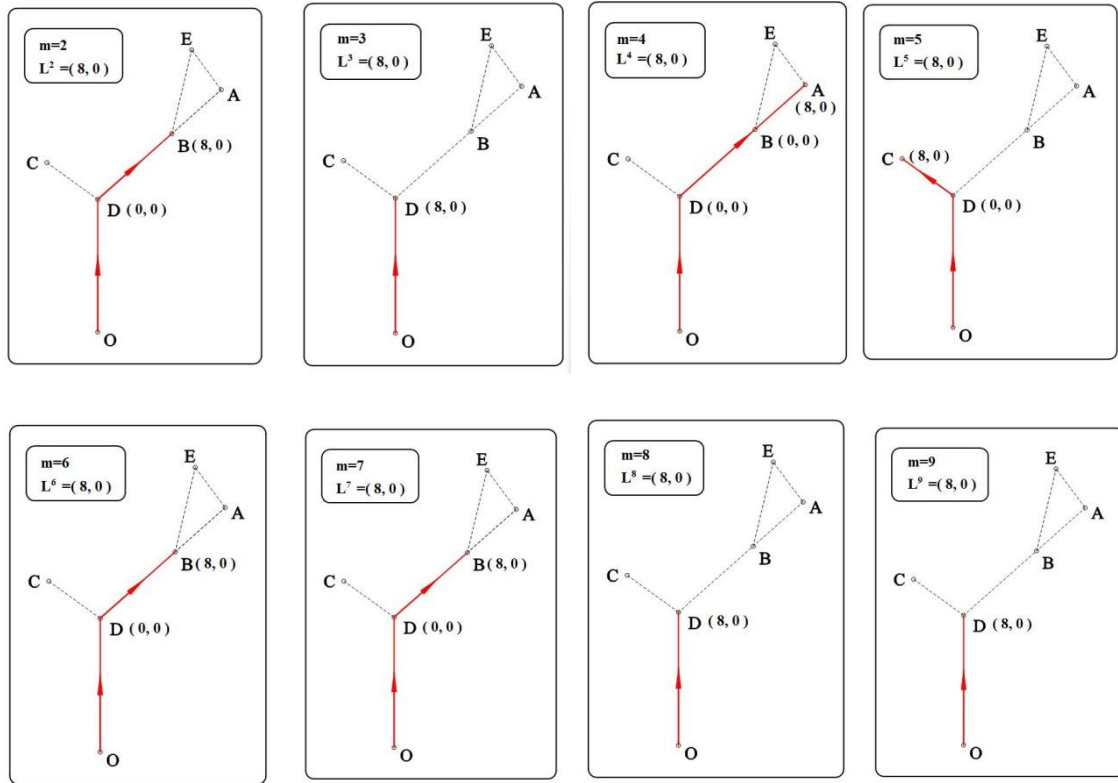 m=2
L² =( 8, 0)
E
A
B(8, 0)
C
D (0, 0)
O
m=3
L³ =( 8, 0)
E
A
B
C
D (8, 0)
O
m=4
L⁴ =( 8, 0)
E
A
(8, 0)
B (0, 0)
C
D (0, 0)
O
m=5
L⁵ =( 8, 0)
E
A
B
C (8, 0)
D (0, 0)
O
m=6
L⁶ =( 8, 0)
E
A
B(8, 0)
C
D (0, 0)
O
m=7
L⁷ =( 8, 0)
E
A
B(8, 0)
C
D (0, 0)
O
m=8
L⁸ =( 8, 0)
E
A
B
C
D (8, 0)
O
m=9
L⁹ =( 8, 0)
E
A
B
C
D (8, 0)
O